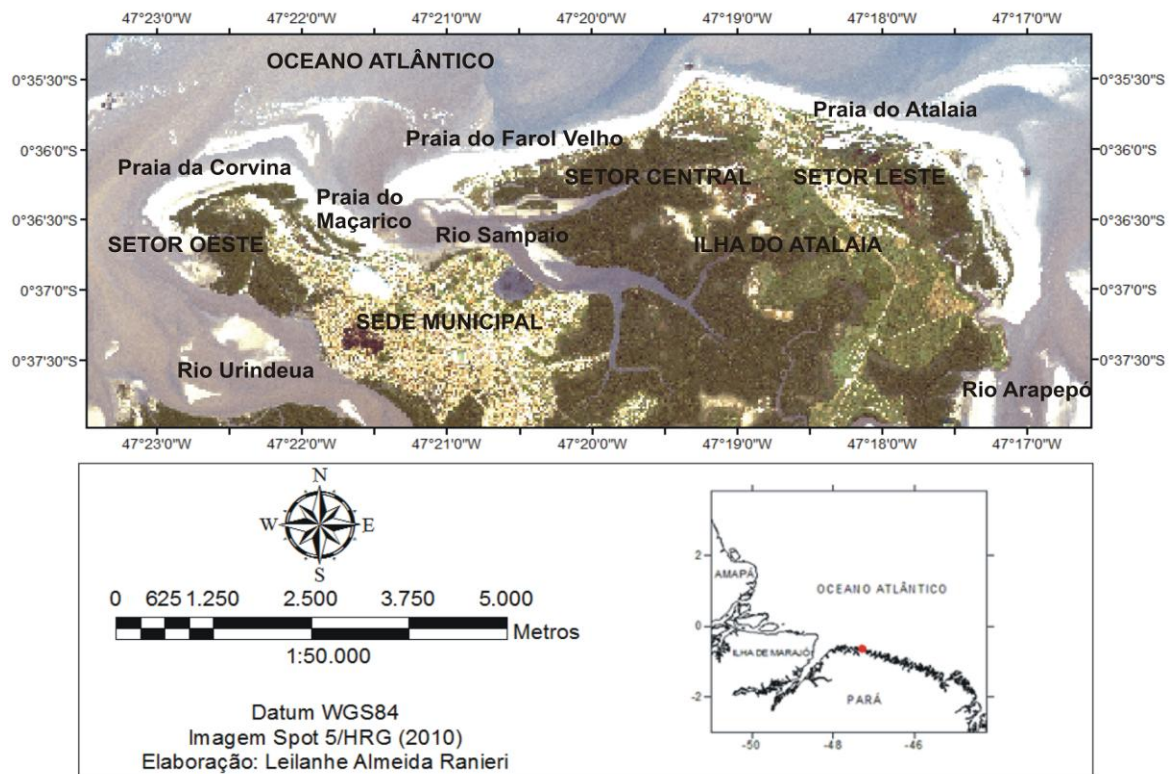 47°23'0"W 47°22'0"W 47°21'0"W 47°20'0"W 47°19'0"W 47°18'0"W 47°17'0"W
OCEANO ATLÂNTICO
0°35'30"S 0°35'30"S
Praia do Atalaia
Praia do Farol Velho
0°36'0"S 0°36'0"S
Praia da Corvina
SETOR CENTRAL SETOR LESTE
Praia do
Maçarico
0°36'30"S 0°36'30"S
Rio Sampaio
SETOR OESTE ILHA DO ATALAIA
0°37'0"S 0°37'0"S
SEDE MUNICIPAL
0°37'30"S 0°37'30"S
Rio Urindeua
Rio Arapepó
47°23'0"W 47°22'0"W 47°21'0"W 47°20'0"W 47°19'0"W 47°18'0"W 47°17'0"W
N
W E
S
0 625 1.250 2.500 3.750 5.000
Metros
1:50.000
Datum WGS84
Imagem Spot 5/HRG (2010)
Elaboração: Leilanhe Almeida Ranieri
2
AMAPÁ
OCEANO ATLÂNTICO
0
ILHA DE MARAJÓ
-2
PARÁ
-50 -48 -46